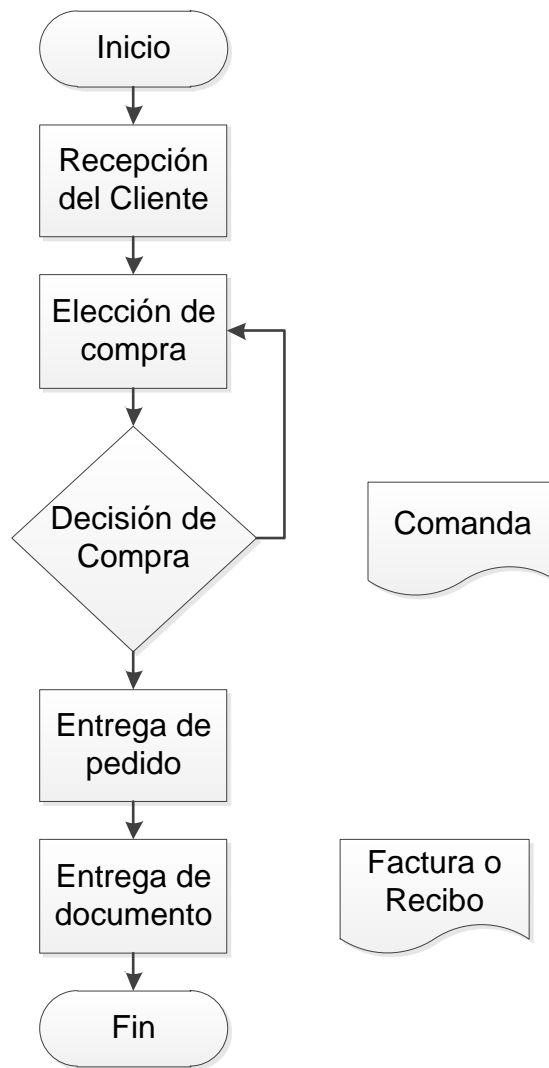 Inicio
Recepción
del Cliente
Elección de
compra
Decisión de
Compra
Comanda
Entrega de
pedido
Entrega de
documento
Factura o
Recibo
Fin